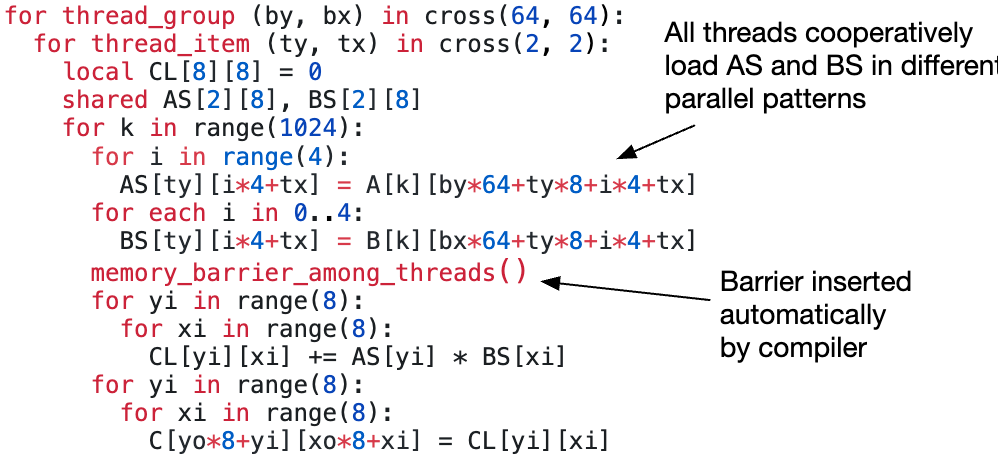 for thread_group (by, bx) in cross(64, 64):
for thread_item (ty, tx) in cross(2, 2):
local CL[8][8] = 0
shared AS[2][8], BS[2][8]
for k in range(1024):
for i in range(4):
AS[ty][i*4+tx] = A[k][by*64+ty*8+i*4+tx]
for each i in 0..4:
BS[ty][i*4+tx] = B[k][bx*64+ty*8+i*4+tx]
memory_barrier_among_threads()
for yi in range(8):
for xi in range(8):
CL[yi][xi] += AS[yi] * BS[xi]
for yi in range(8):
for xi in range(8):
C[yo*8+yi][xo*8+xi] = CL[yi][xi]
All threads cooperatively
load AS and BS in different
parallel patterns
Barrier inserted
automatically
by compiler